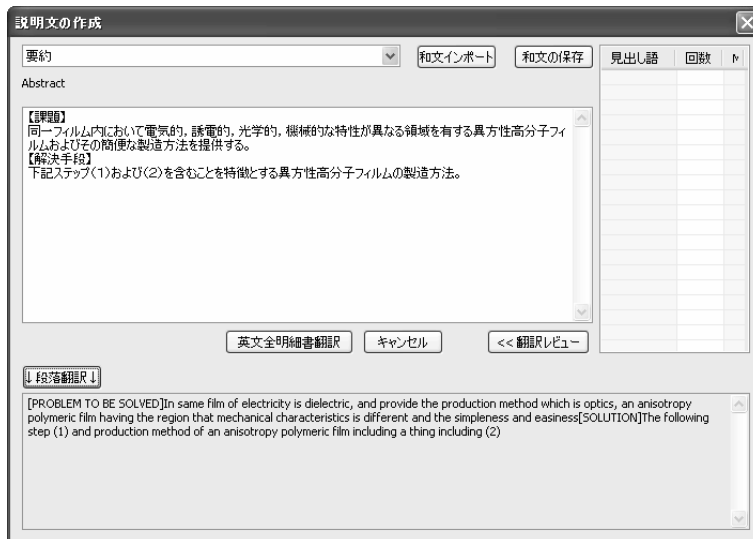 説明文の作成
要約
和文インポート
和文の保存
見出し語 回数
Abstract
【課題】
同一フィルム内において電気的, 誘電的, 光学的, 機械的な特性が異なる領域を有する異方性高分子フィ
ルムおよびその簡便な製造方法を提供する。
【解決手段】
下記ステップ(1)および(2)を含むことを特徴とする異方性高分子フィルムの製造方法。
英文全明細書翻訳
キャンセル
<< 翻訳レビュー
↓段落翻訳↓
[PROBLEM TO BE SOLVED]In same film of electricity is dielectric, and provide the production method which is optics, an anisotropy
polymeric film having the region that mechanical characteristics is different and the simpleness and easiness[SOLUTION]The following
step (1) and production method of an anisotropy polymeric film including a thing including (2)